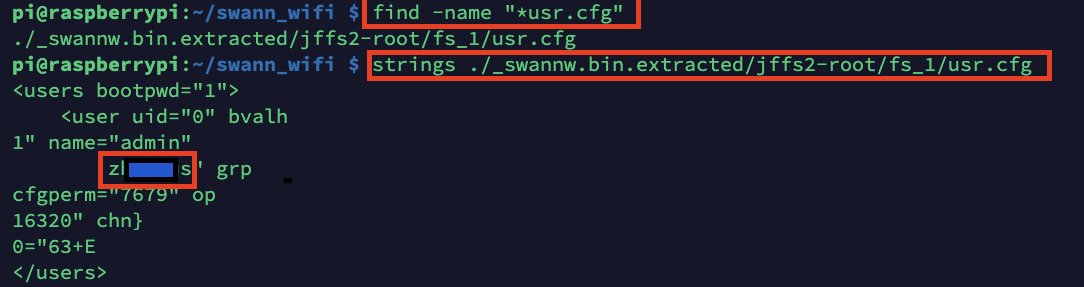 pi@raspberrypi:~/swann_wifi $ find -name "*usr.cfg"
./_swannw.bin.extracted/jffs2-root/fs_1/usr.cfg
pi@raspberrypi:~/swann_wifi $ strings ./_swannw.bin.extracted/jffs2-root/fs_1/usr.cfg
<users bootpwd="1">
    <user uid="0" bvalh
1" name="admin"
' grp
cfgperm="7679" op
16320" chn}
0="63+E
</users>